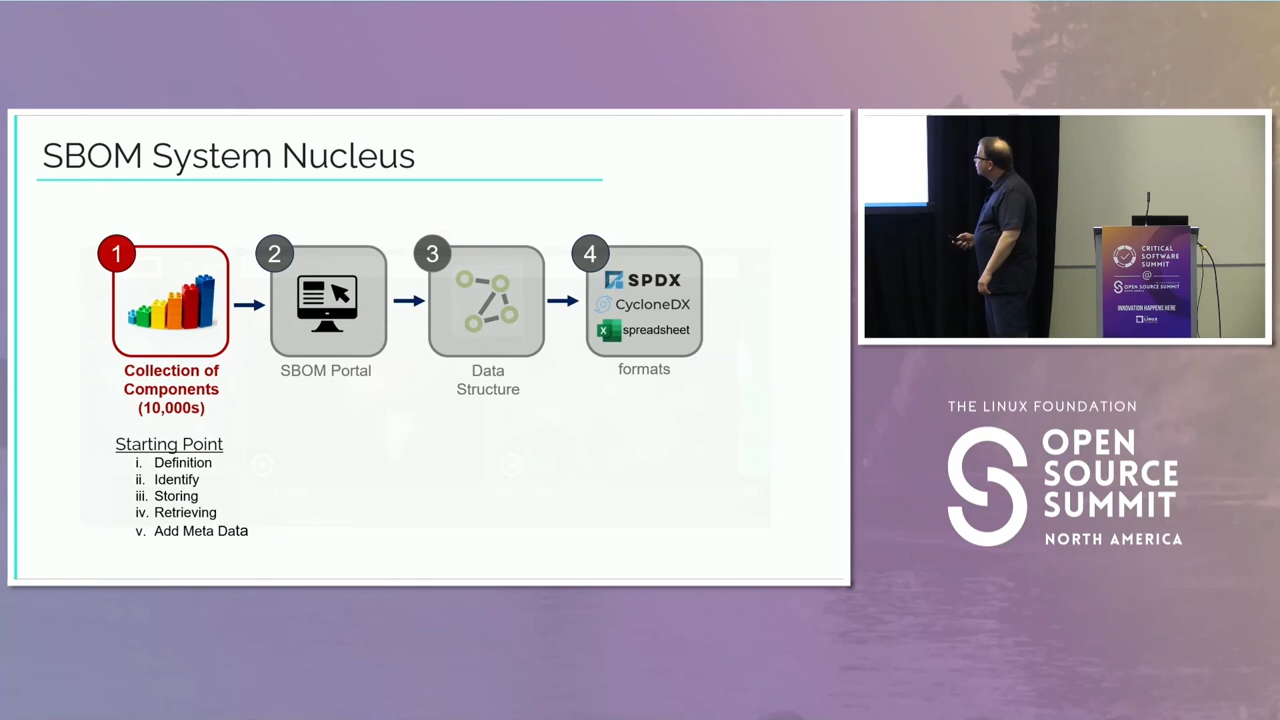 SBOM System Nucleus
1
2
3
4
SPDX
CycloneDX
X spreadsheet
Collection of
Components
(10,000s)
SBOM Portal
Data
Structure
formats
Starting Point
i. Definition
ii. Identify
iii. Storing
iv. Retrieving
v. Add Meta Data
CRITICAL
SOFTWARE
SUMMIT
@
OPEN SOURCE SUMMIT
INNOVATION HAPPENS HERE
LINUX
THE LINUX FOUNDATION
OPEN
SOURCE
SUMMIT
NORTH AMERICA